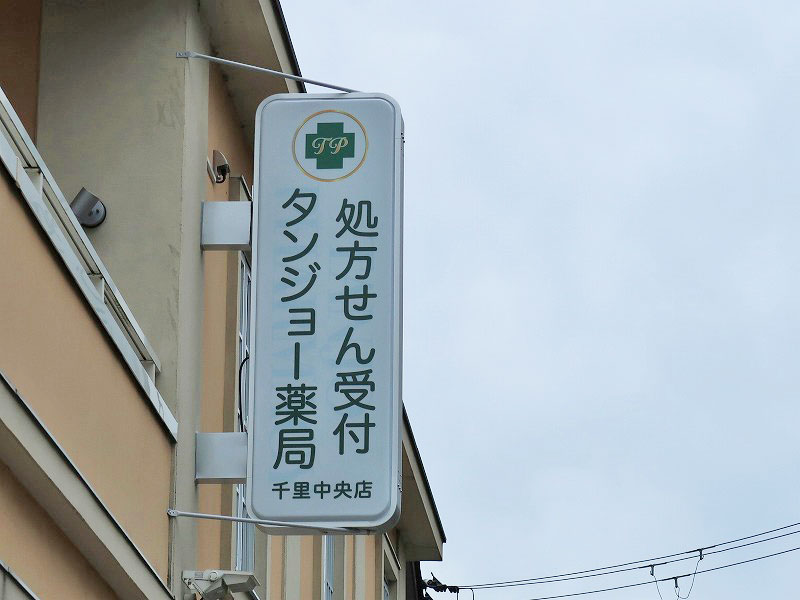 TP
処方せん受付
タンジョー薬局
千里中央店